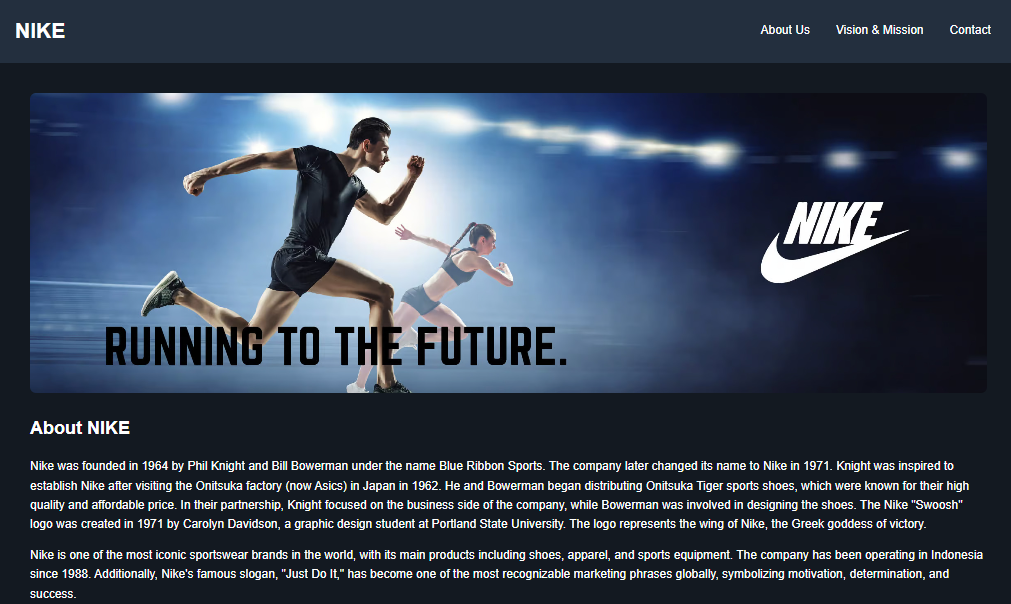 NIKE
About Us
Vision & Mission
Contact
NIKE
RUNNING TO THE FUTURE.
About NIKE
Nike was founded in 1964 by Phil Knight and Bill Bowerman under the name Blue Ribbon Sports. The company later changed its name to Nike in 1971. Knight was inspired to
establish Nike after visiting the Onitsuka factory (now Asics) in Japan in 1962. He and Bowerman began distributing Onitsuka Tiger sports shoes, which were known for their high
quality and affordable price. In their partnership, Knight focused on the business side of the company, while Bowerman was involved in designing the shoes. The Nike "Swoosh"
logo was created in 1971 by Carolyn Davidson, a graphic design student at Portland State University. The logo represents the wing of Nike, the Greek goddess of victory.
Nike is one of the most iconic sportswear brands in the world, with its main products including shoes, apparel, and sports equipment. The company has been operating in Indonesia
since 1988. Additionally, Nike's famous slogan, "Just Do It," has become one of the most recognizable marketing phrases globally, symbolizing motivation, determination, and
success.